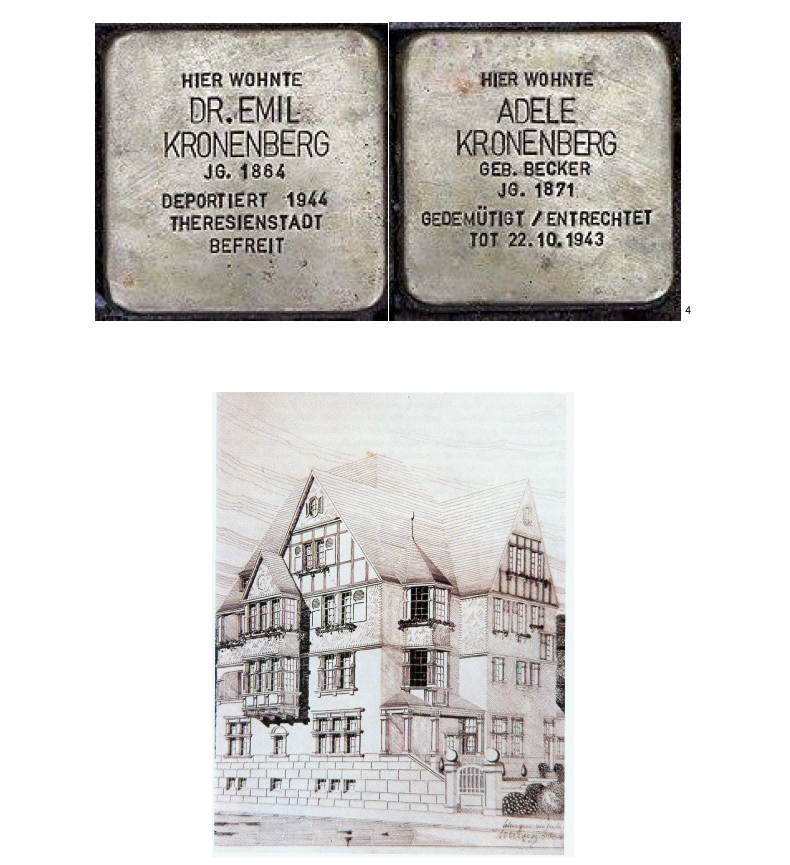 HIER WOHNTE
DR. EMIL
KRONENBERG
JG. 1864
DEPORTIERT 1944
THERESIENSTADT
BEFREIT
HIER WOHNTE
ADELE
KRONENBERG
GEB. BECKER
JG. 1871
GEDEMÜTIGT / ENTRECHTET
TOT 22.10.1943
4